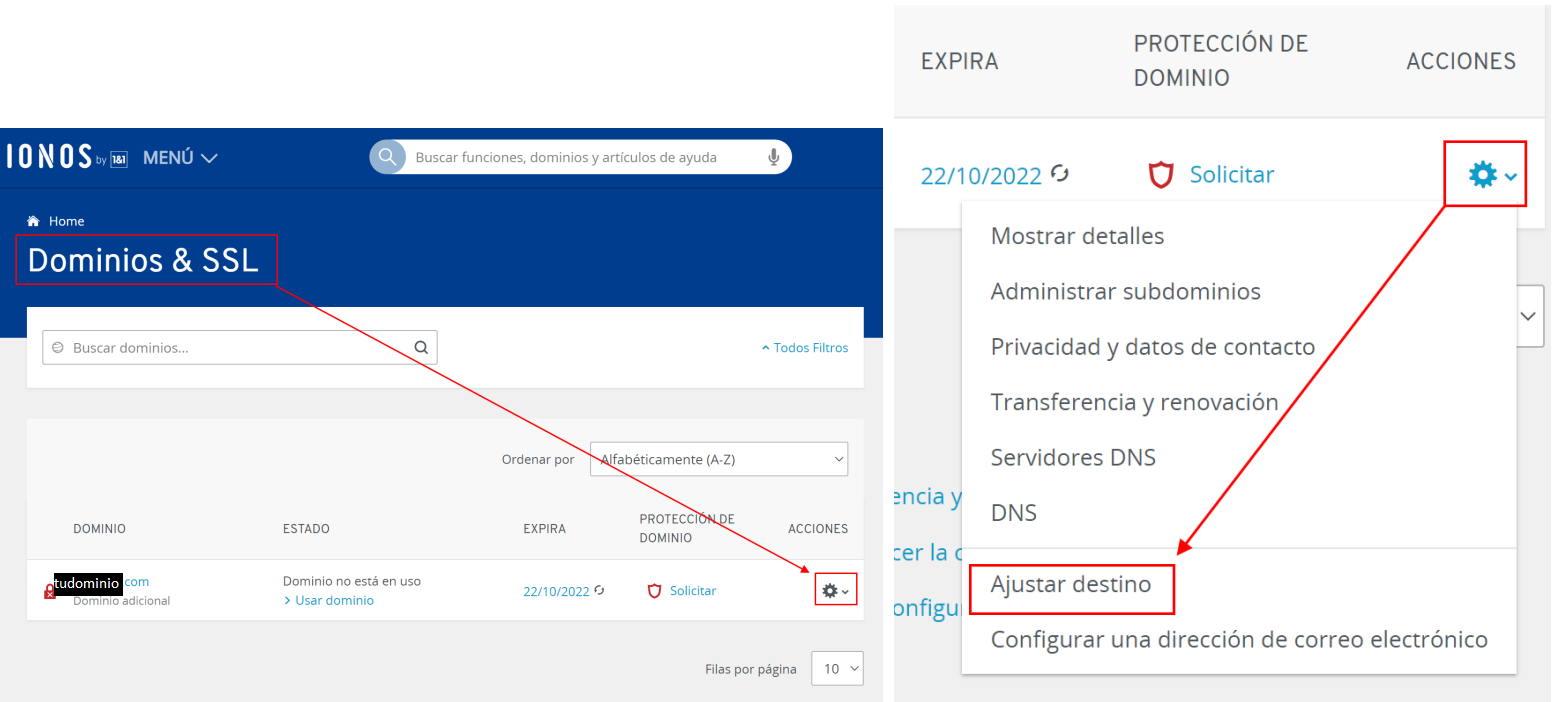 IONOS by 1&1 MENÚ
Buscar funciones, dominios y artículos de ayuda
Home
Dominios & SSL
Buscar dominios...
Todos Filtros
Ordenar por Alfabéticamente (A-Z)
DOMINIO ESTADO EXPIRA PROTECCIÓN DE DOMINIO ACCIONES
tudominio com Dominio no está en uso 22/10/2022 Solicitar
Dominio adicional > Usar dominio
Filas por página 10
EXPIRA PROTECCIÓN DE DOMINIO ACCIONES
22/10/2022 Solicitar
Mostrar detalles
Administrar subdominios
Privacidad y datos de contacto
Transferencia y renovación
Servidores DNS
encia y
DNS
cer la c
Ajustar destino
onfigu
Configurar una dirección de correo electrónico